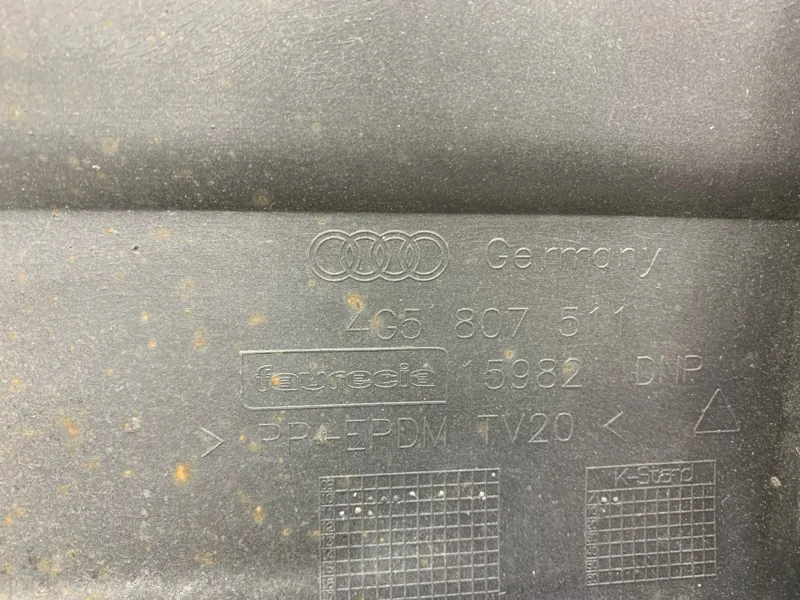 Germany
4G5 807 511
faurecia 15982 DNP
> PP+EPDM TV20 <
K-Stand